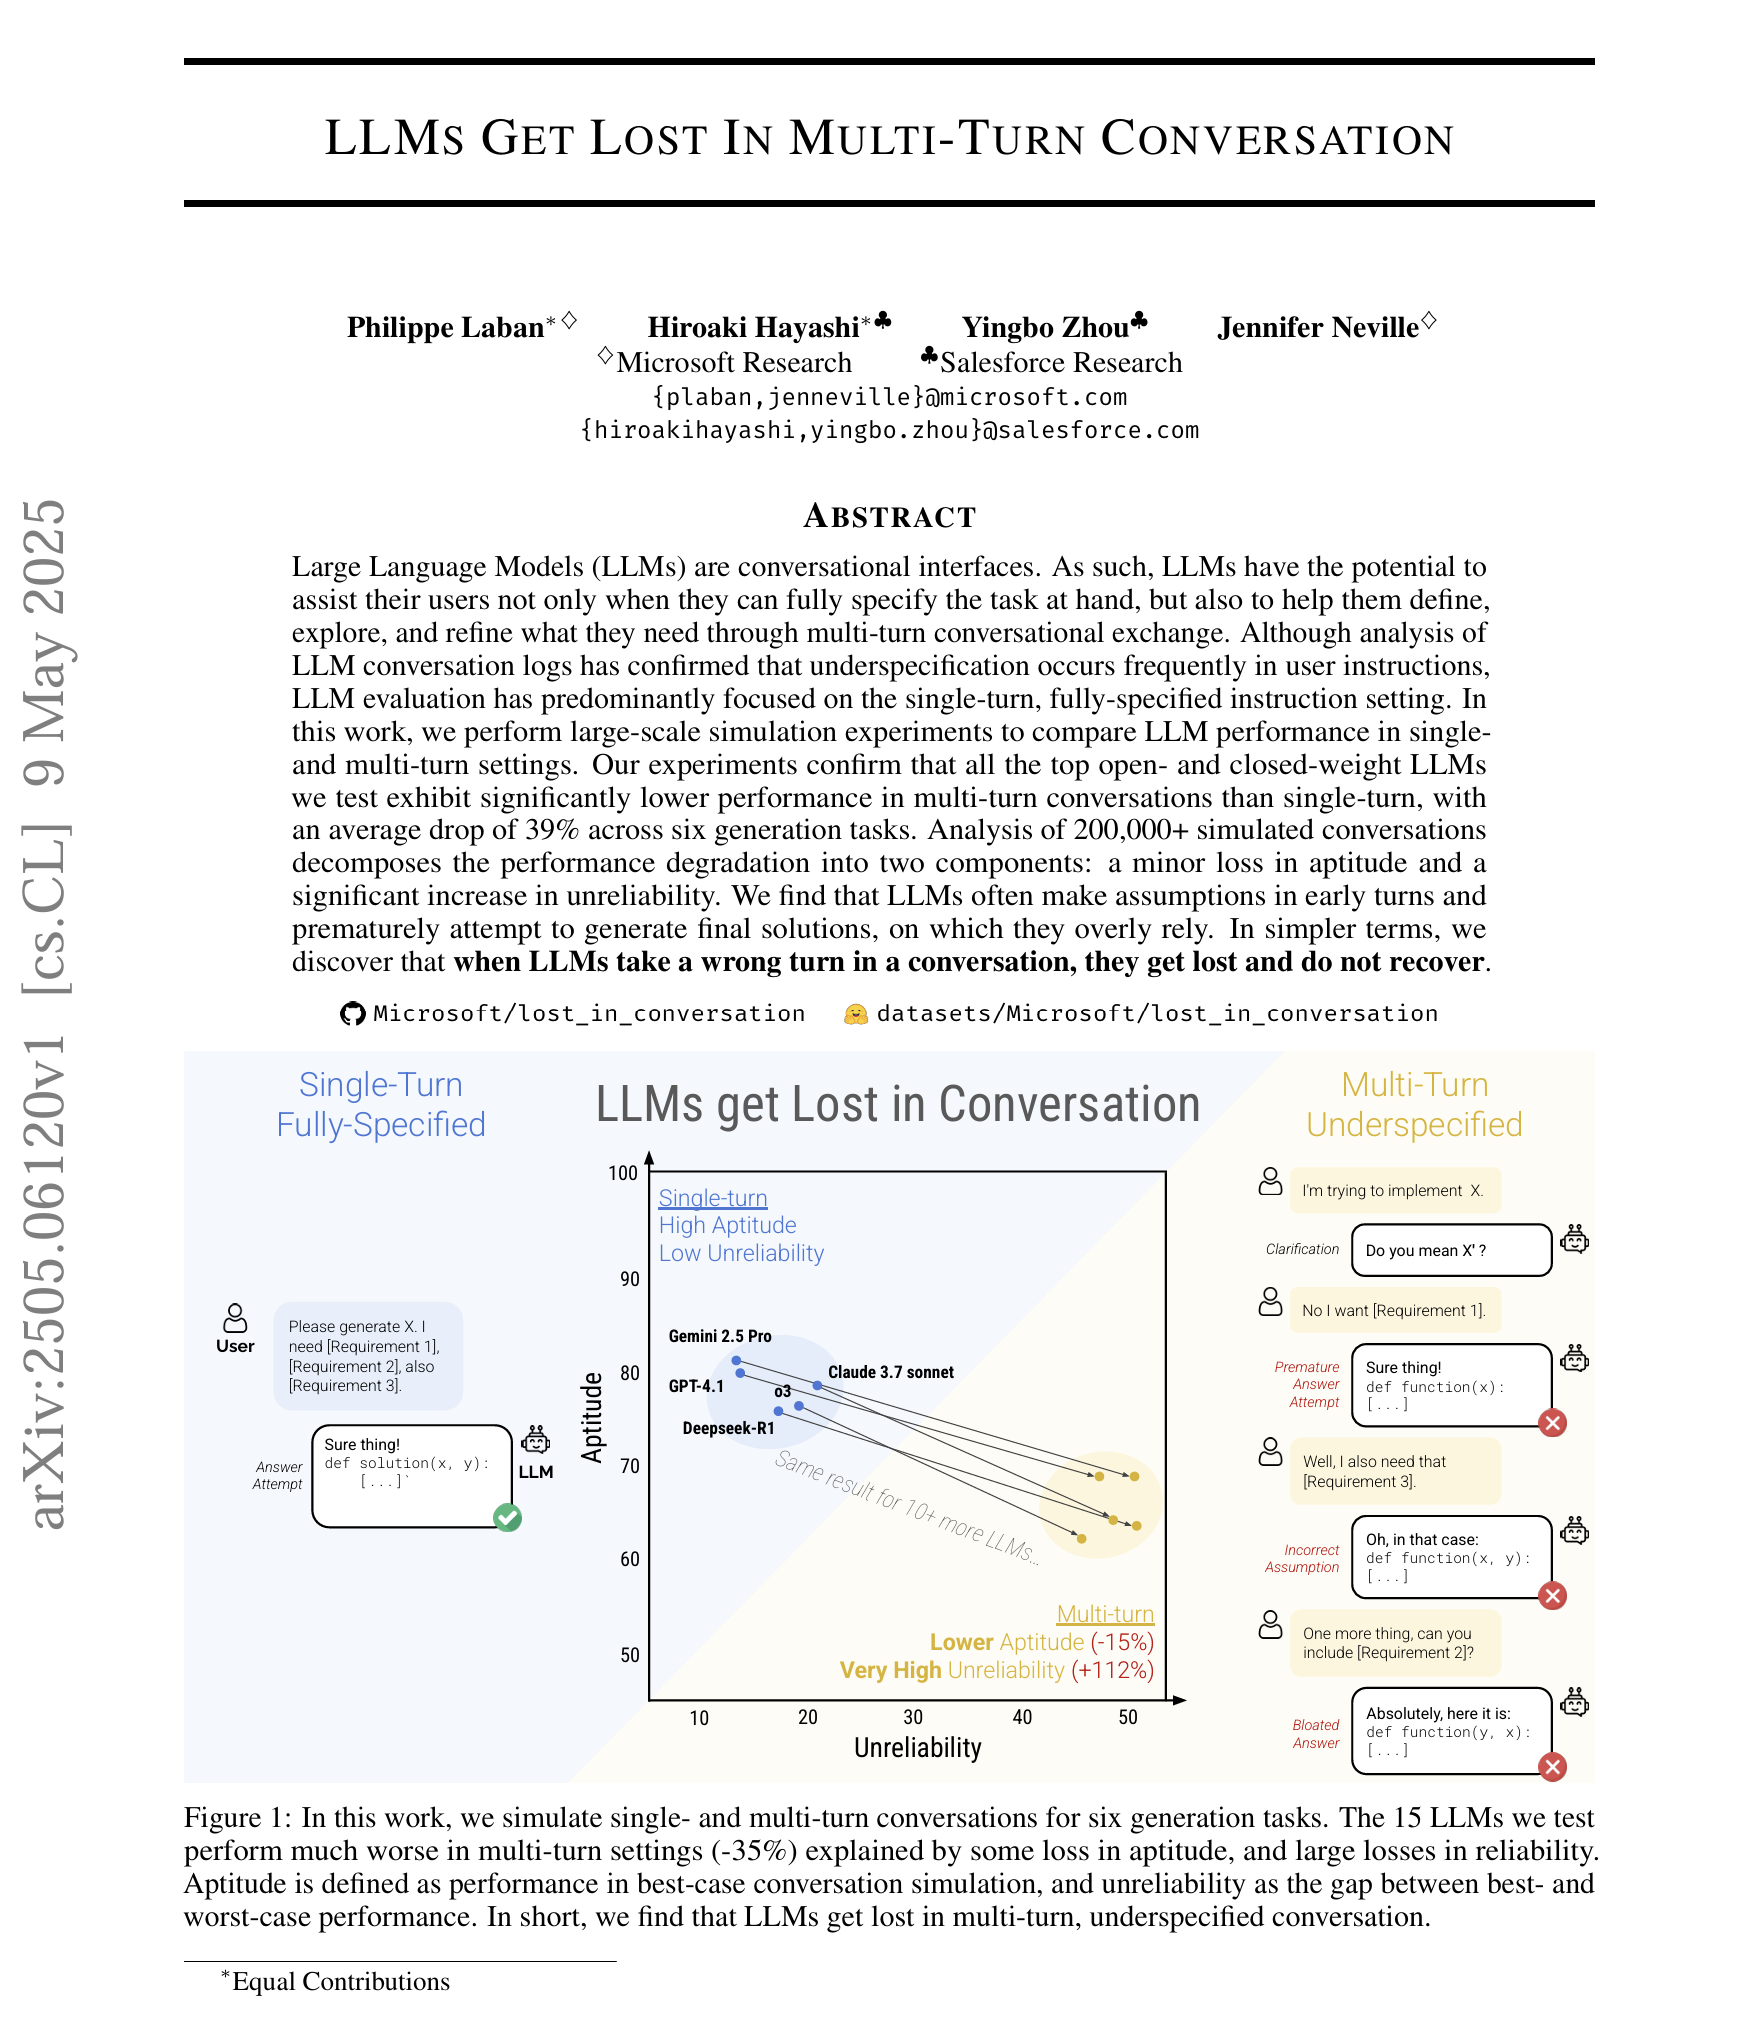 LLMS GET LOST IN MULTI-TURN CONVERSATION
Philippe Laban*♢ Hiroaki Hayashi*♣ Yingbo Zhou♣ Jennifer Neville♢
♢Microsoft Research ♣Salesforce Research
{plaban,jenneville}@microsoft.com
{hiroakihayashi,yingbo.zhou}@salesforce.com
arXiv:2505.06120v1 [cs.CL] 9 May 2025
ABSTRACT
Large Language Models (LLMs) are conversational interfaces. As such, LLMs have the potential to
assist their users not only when they can fully specify the task at hand, but also to help them define,
explore, and refine what they need through multi-turn conversational exchange. Although analysis of
LLM conversation logs has confirmed that underspecification occurs frequently in user instructions,
LLM evaluation has predominantly focused on the single-turn, fully-specified instruction setting. In
this work, we perform large-scale simulation experiments to compare LLM performance in single-
and multi-turn settings. Our experiments confirm that all the top open- and closed-weight LLMs
we test exhibit significantly lower performance in multi-turn conversations than single-turn, with
an average drop of 39% across six generation tasks. Analysis of 200,000+ simulated conversations
decomposes the performance degradation into two components: a minor loss in aptitude and a
significant increase in unreliability. We find that LLMs often make assumptions in early turns and
prematurely attempt to generate final solutions, on which they overly rely. In simpler terms, we
discover that when LLMs take a wrong turn in a conversation, they get lost and do not recover.
Microsoft/lost_in_conversation datasets/Microsoft/lost_in_conversation
Single-Turn
Fully-Specified
User
Please generate X. I
need [Requirement 1],
[Requirement 2], also
[Requirement 3].
Answer
Attempt
Sure thing!
def solution(x, y):
[...]`
LLM
LLMs get Lost in Conversation
Aptitude
100
90
80
70
60
50
Single-turn
High Aptitude
Low Unreliability
Gemini 2.5 Pro
GPT-4.1
o3
Claude 3.7 sonnet
Deepseek-R1
Same result for 10+ more LLMs...
Multi-turn
Lower Aptitude (-15%)
Very High Unreliability (+112%)
10 20 30 40 50
Unreliability
Multi-Turn
Underspecified
I'm trying to implement X.
Clarification
Do you mean X' ?
No I want [Requirement 1].
Premature
Answer
Attempt
Sure thing!
def function(x):
[...]
Well, I also need that
[Requirement 3].
Incorrect
Assumption
Oh, in that case:
def function(x, y):
[...]
One more thing, can you
include [Requirement 2]?
Bloated
Answer
Absolutely, here it is:
def function(y, x):
[...]
Figure 1: In this work, we simulate single- and multi-turn conversations for six generation tasks. The 15 LLMs we test
perform much worse in multi-turn settings (-35%) explained by some loss in aptitude, and large losses in reliability.
Aptitude is defined as performance in best-case conversation simulation, and unreliability as the gap between best- and
worst-case performance. In short, we find that LLMs get lost in multi-turn, underspecified conversation.
*Equal Contributions